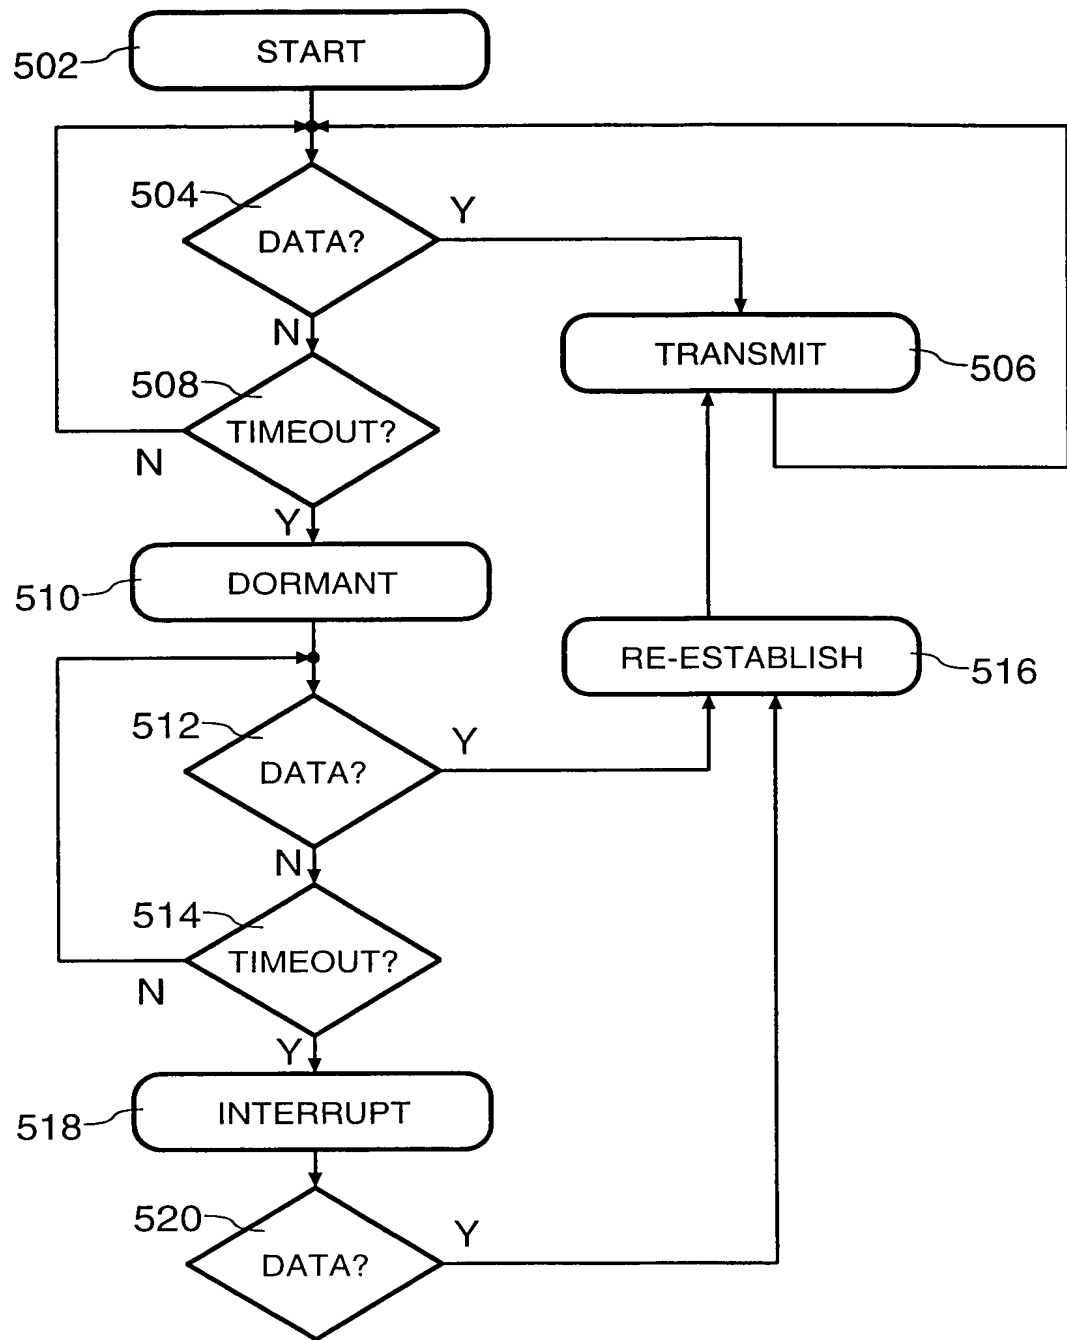 START
502
504
DATA?
Y
N
TRANSMIT
506
508
TIMEOUT?
N
Y
DORMANT
510
RE-ESTABLISH
516
512
DATA?
Y
N
514
TIMEOUT?
N
Y
INTERRUPT
518
520
DATA?
Y